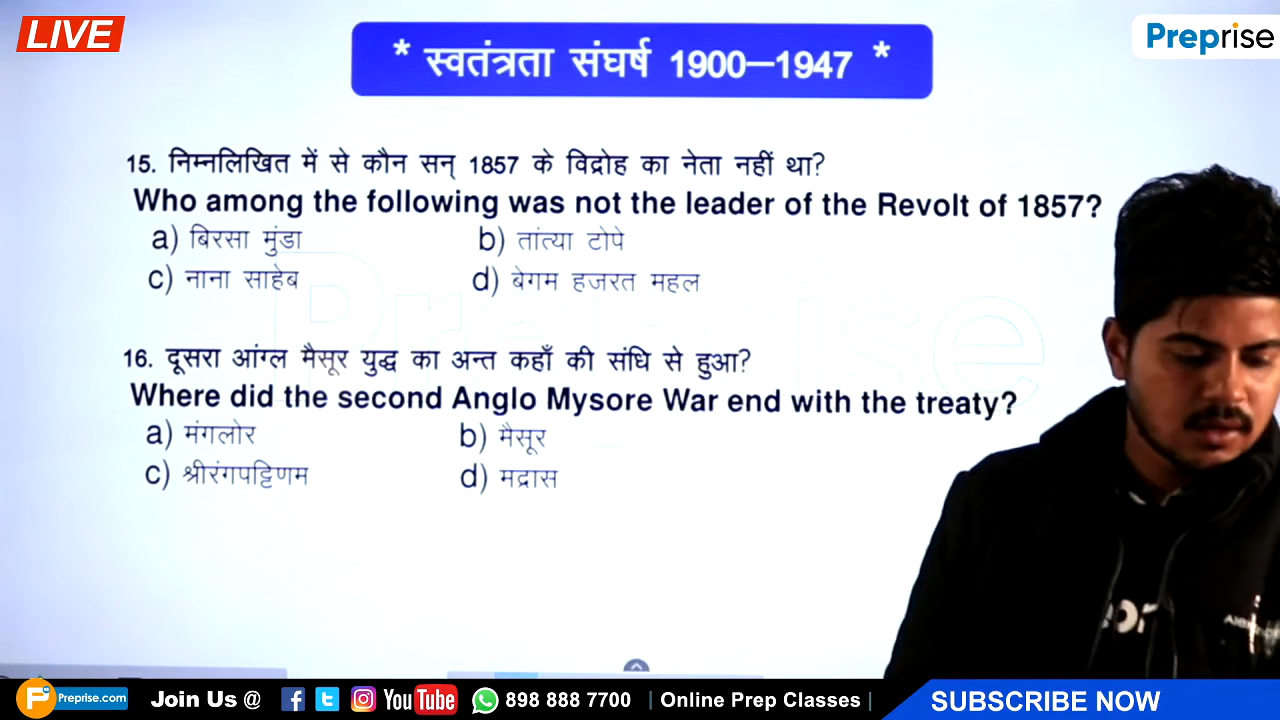 LIVE
Preprise
* स्वतंत्रता संघर्ष 1900–1947 *
15. निम्नलिखित में से कौन सन् 1857 के विद्रोह का नेता नहीं था?
Who among the following was not the leader of the Revolt of 1857?
a) बिरसा मुंडा b) तांत्या टोपे
c) नाना साहेब d) बेगम हजरत महल
Preprise
16. दूसरा आंग्ल मैसूर युद्ध का अन्त कहाँ की संधि से हुआ?
Where did the second Anglo Mysore War end with the treaty?
a) मंगलोर b) मैसूर
c) श्रीरंगपट्टिणम d) मद्रास
Preprise.com Join Us @ YouTube 898 888 7700 | Online Prep Classes | SUBSCRIBE NOW